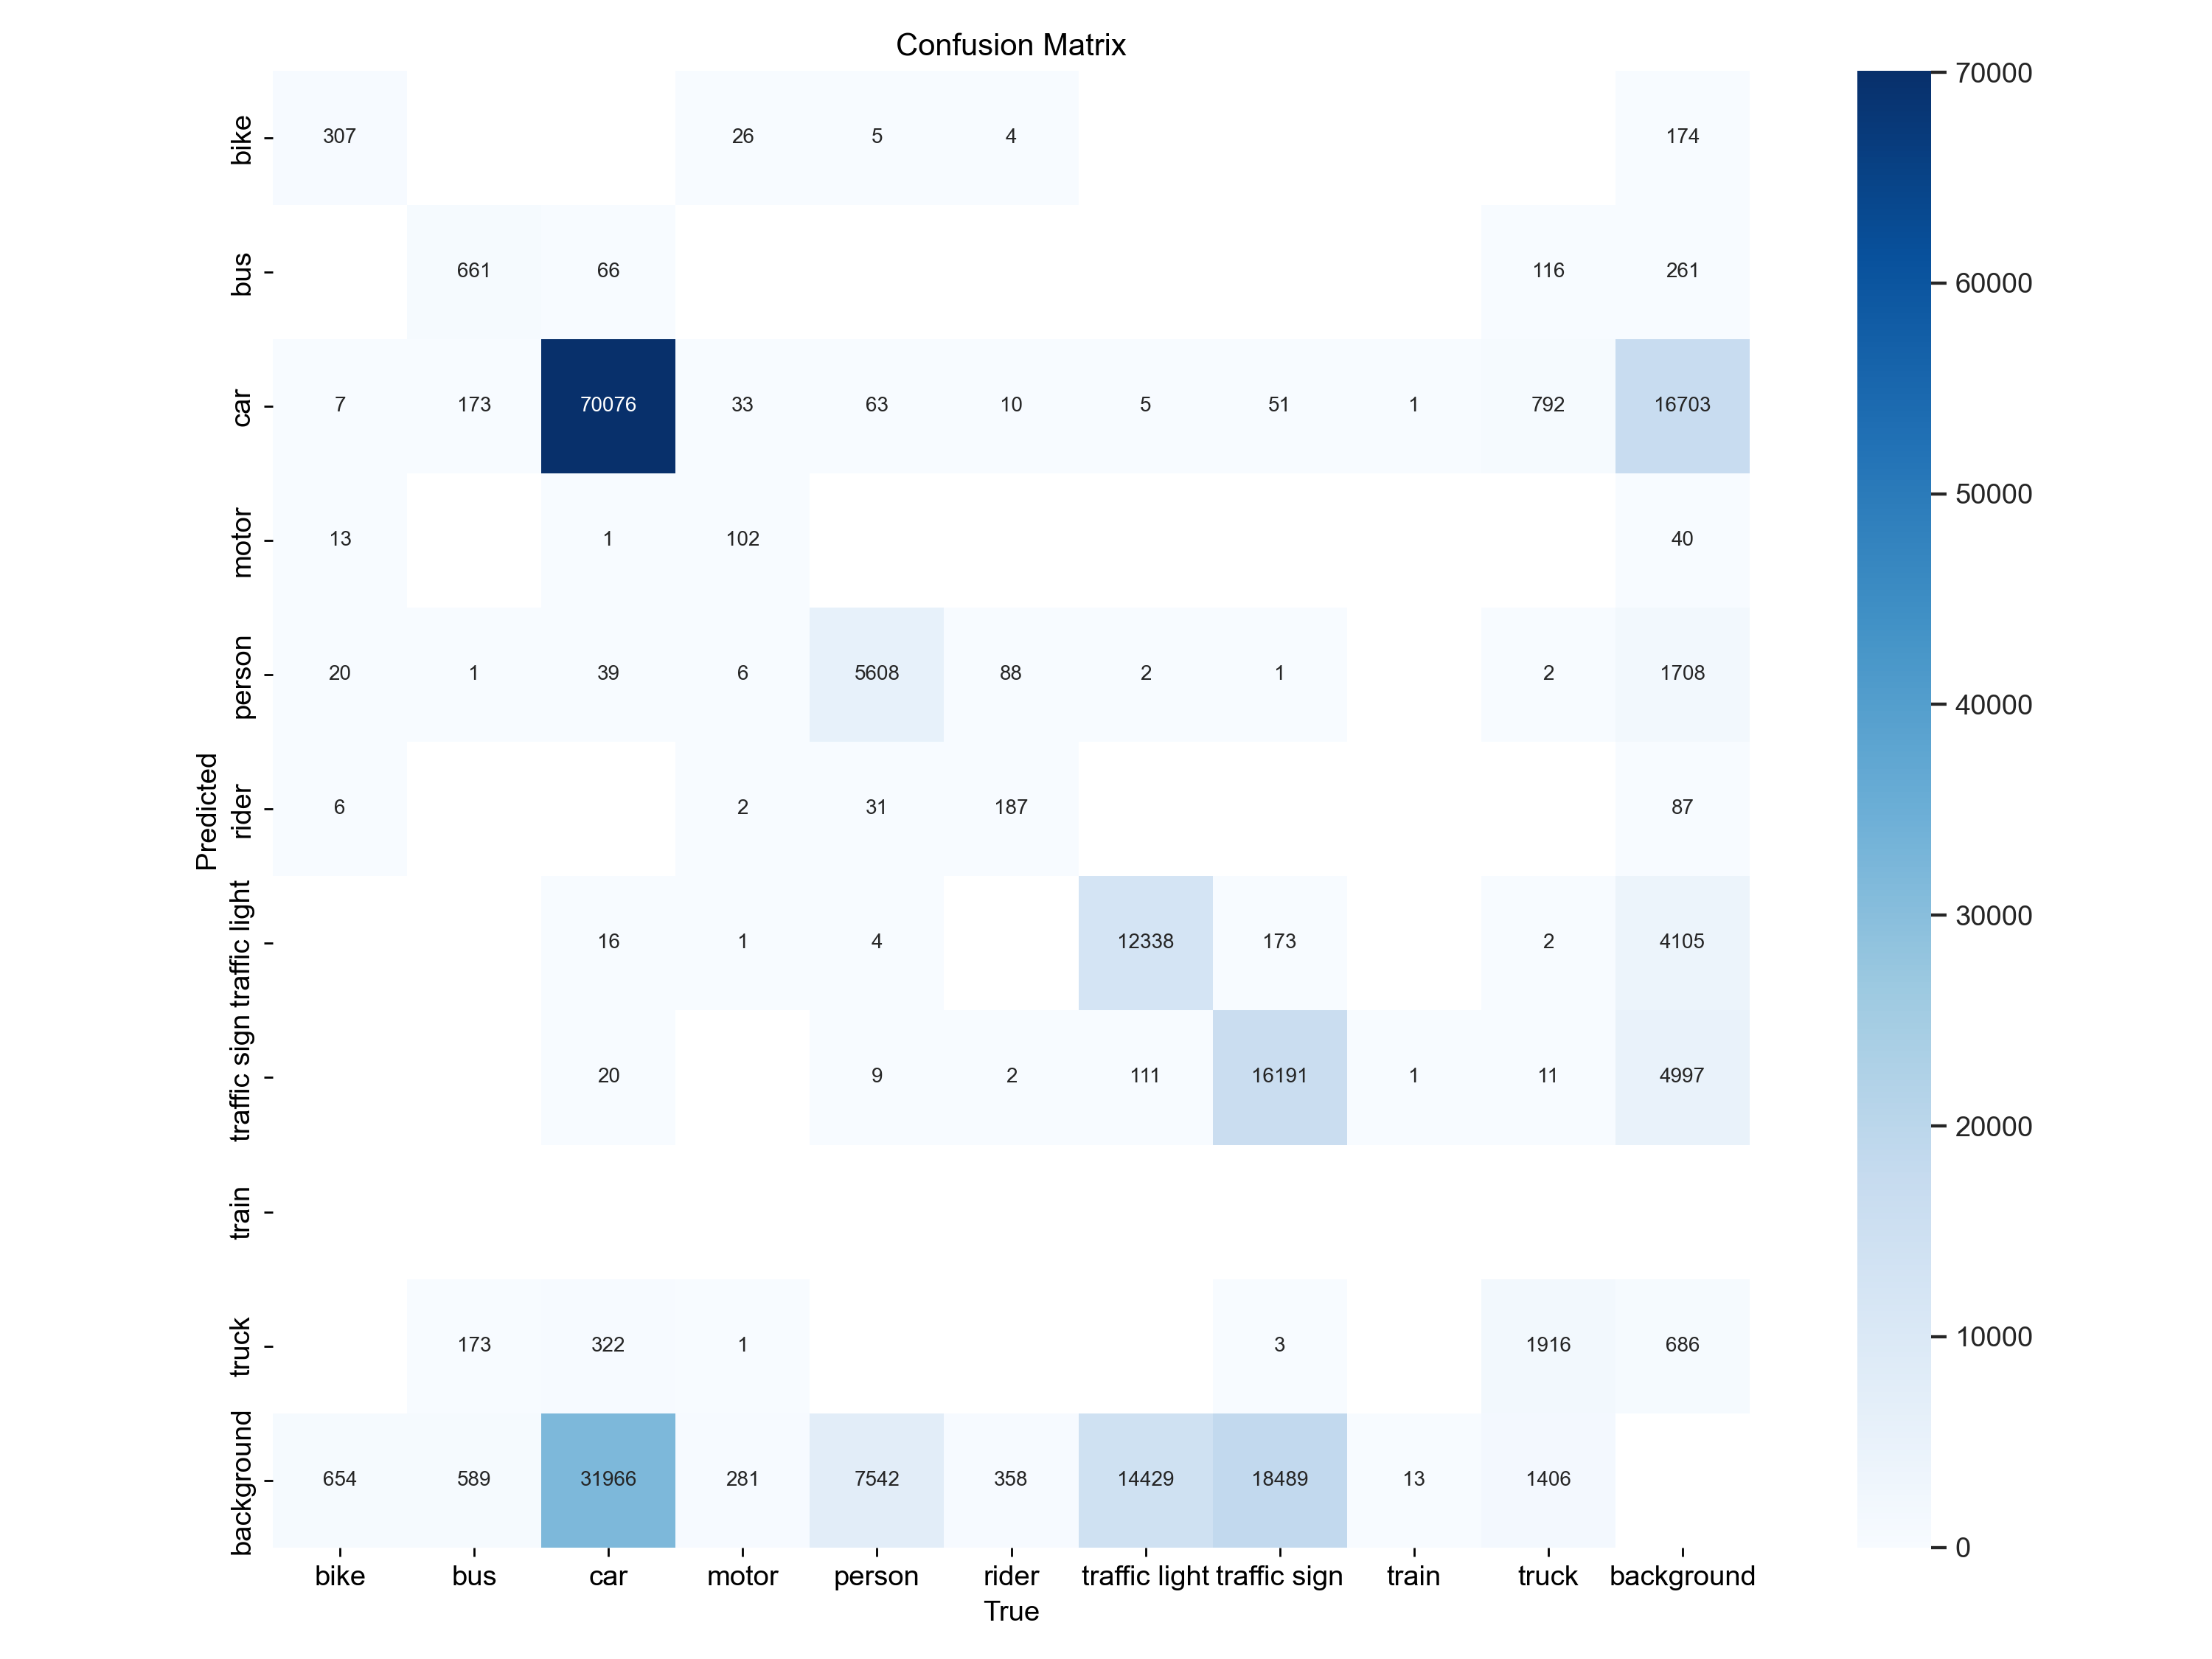 Confusion Matrix
bike 307 26 5 4 174
bus 661 66 116 261
car 7 173 70076 33 63 10 5 51 1 792 16703
motor 13 1 102 40
person 20 1 39 6 5608 88 2 1 2 1708
rider 6 2 31 187 87
traffic light 16 1 4 12338 173 2 4105
traffic sign 20 9 2 111 16191 1 11 4997
train
truck 173 322 1 3 1916 686
background 654 589 31966 281 7542 358 14429 18489 13 1406
bike bus car motor person rider traffic light traffic sign train truck background
True
Predicted
70000
60000
50000
40000
30000
20000
10000
0